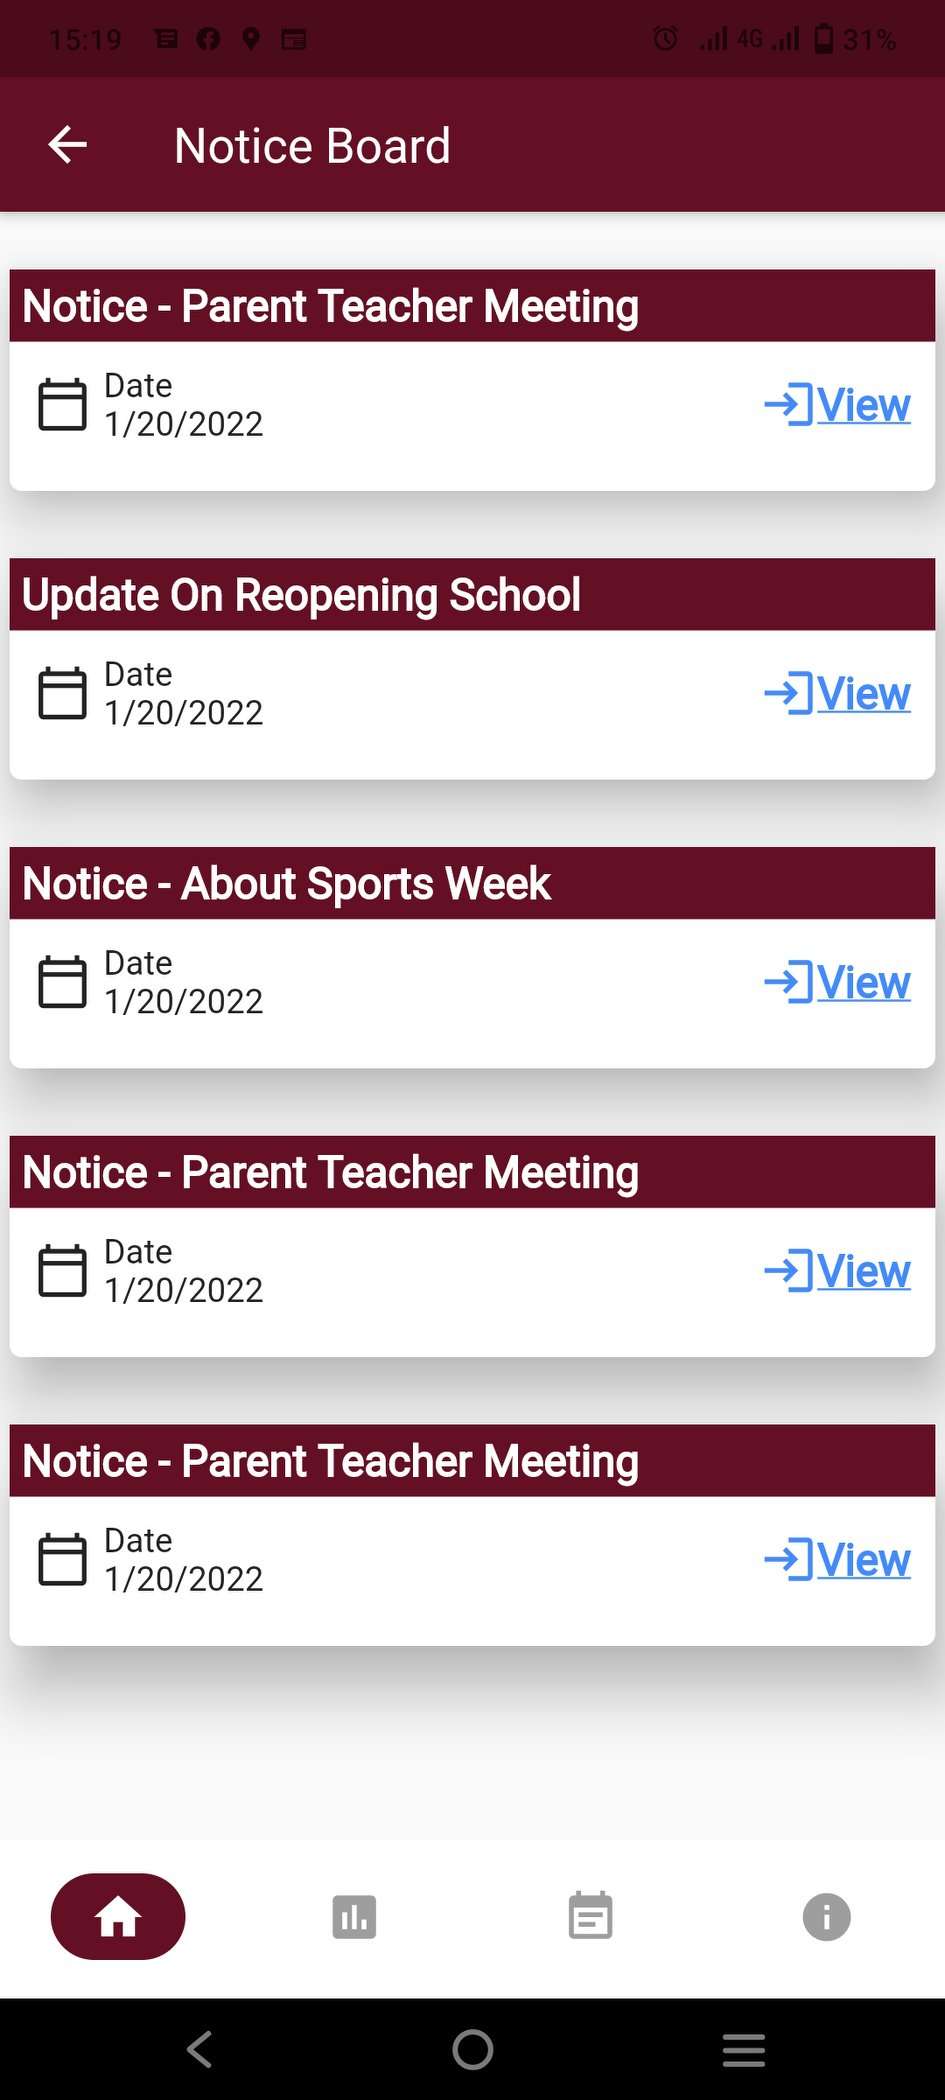 15:19 4G 31%
Notice Board
Notice - Parent Teacher Meeting
Date
1/20/2022
View
Update On Reopening School
Date
1/20/2022
View
Notice - About Sports Week
Date
1/20/2022
View
Notice - Parent Teacher Meeting
Date
1/20/2022
View
Notice - Parent Teacher Meeting
Date
1/20/2022
View